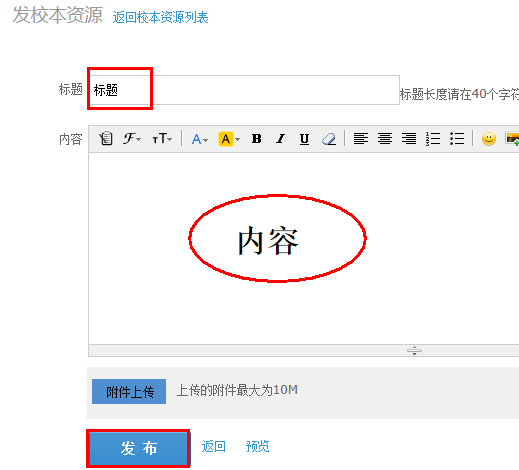 发校本资源 返回校本资源列表
标题 标题 标题长度请在40个字符
内容 ℱ тT A A B I U
内容
附件上传 上传的附件最大为10M
发 布 返回 预览